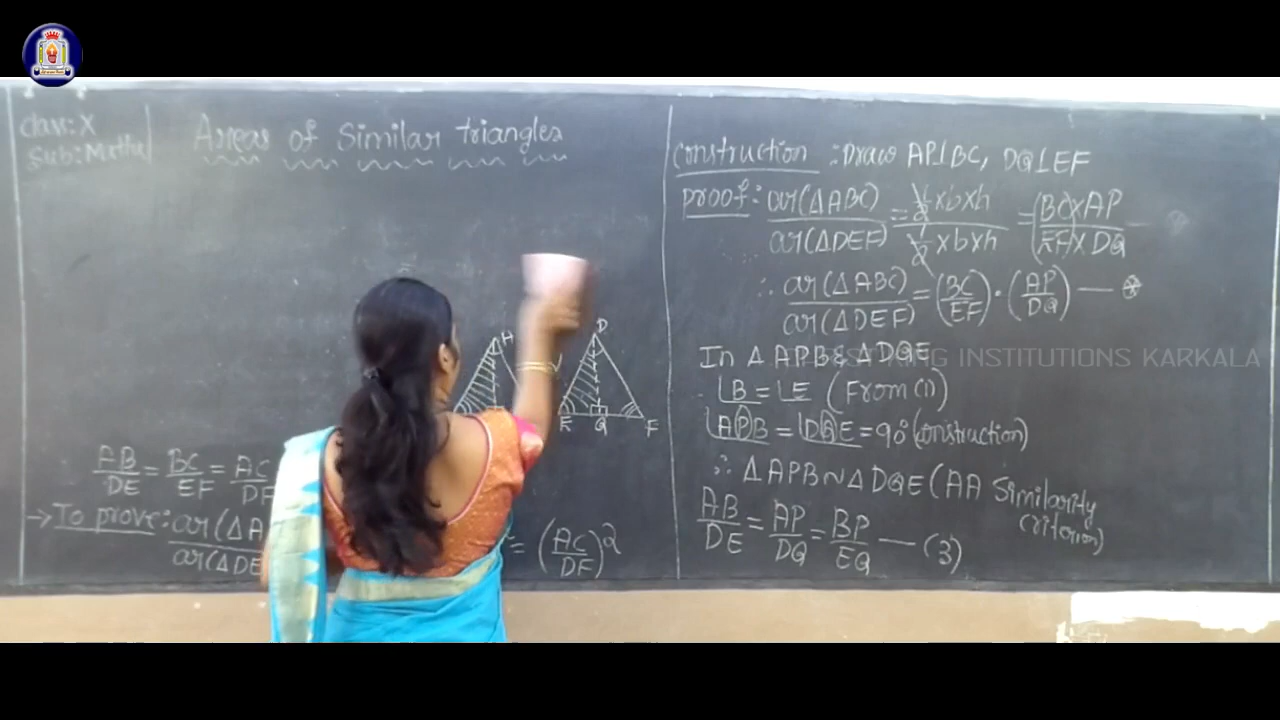 Class: X
Sub: Maths
Areas of Similar triangles
A D
E Q F
AB/DE = BC/EF = AC/DF
→ To prove: ar(ΔA
ar(ΔDE
= (AC/DF)²
Construction : Draw AP⊥BC, DQ⊥EF
Proof: ar(ΔABC)/ar(ΔDEF) = ½×b×h/½×b×h = (BC)×AP/(EF)×DQ
∴ ar(ΔABC)/ar(ΔDEF) = (BC/EF)·(AP/DQ) — ⊛
In Δ APB & ΔDQE
INSTITUTIONS KARKALA
∠B = ∠E (From (1))
∠APB = ∠DQE = 90° (construction)
∴ ΔAPB ~ ΔDQE (AA Similarity
criterion)
AB/DE = AP/DQ = BP/EQ — (3)